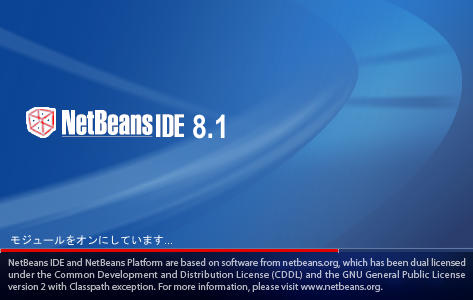 NetBeans IDE 8.1
モジュールをオンにしています...
NetBeans IDE and NetBeans Platform are based on software from netbeans.org, which has been dual licensed
under the Common Development and Distribution License (CDDL) and the GNU General Public License
version 2 with Classpath exception. For more information, please visit www.netbeans.org.